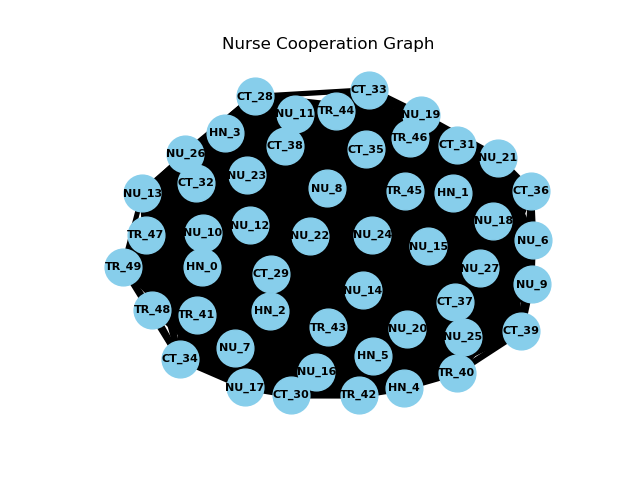 Nurse Cooperation Graph
CT_33
CT_28
NU_11
TR_44
NU_19
HN_3
TR_46
CT_38
CT_31
CT_35
NU_26
NU_21
NU_23
CT_32
NU_8
TR_45
HN_1
CT_36
NU_13
NU_18
NU_12
NU_10
TR_47
NU_22
NU_24
NU_6
NU_15
TR_49
HN_0
NU_27
CT_29
NU_9
NU_14
CT_37
TR_48
HN_2
TR_41
TR_43
NU_20
CT_39
NU_25
NU_7
HN_5
CT_34
NU_16
TR_40
NU_17
HN_4
CT_30
TR_42